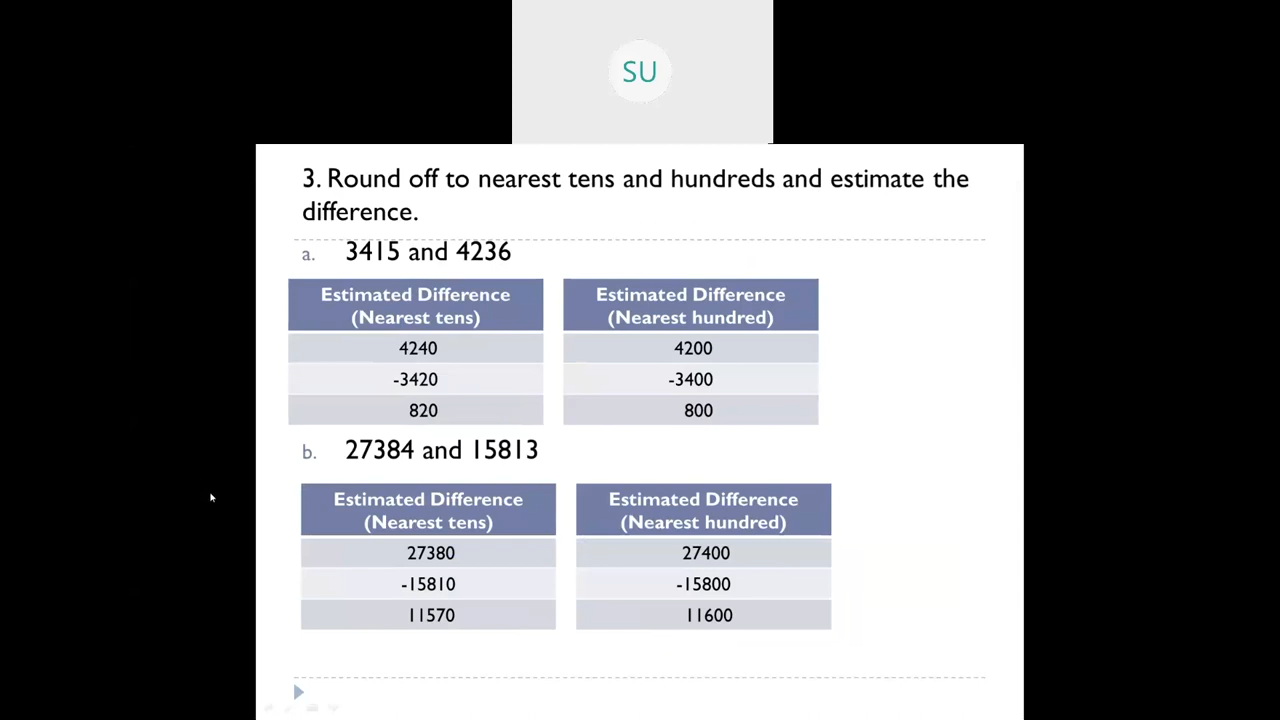 SU
3. Round off to nearest tens and hundreds and estimate the
difference.
a. 3415 and 4236
Estimated Difference
(Nearest tens)
4240
-3420
820
Estimated Difference
(Nearest hundred)
4200
-3400
800
b. 27384 and 15813
Estimated Difference
(Nearest tens)
27380
-15810
11570
Estimated Difference
(Nearest hundred)
27400
-15800
11600